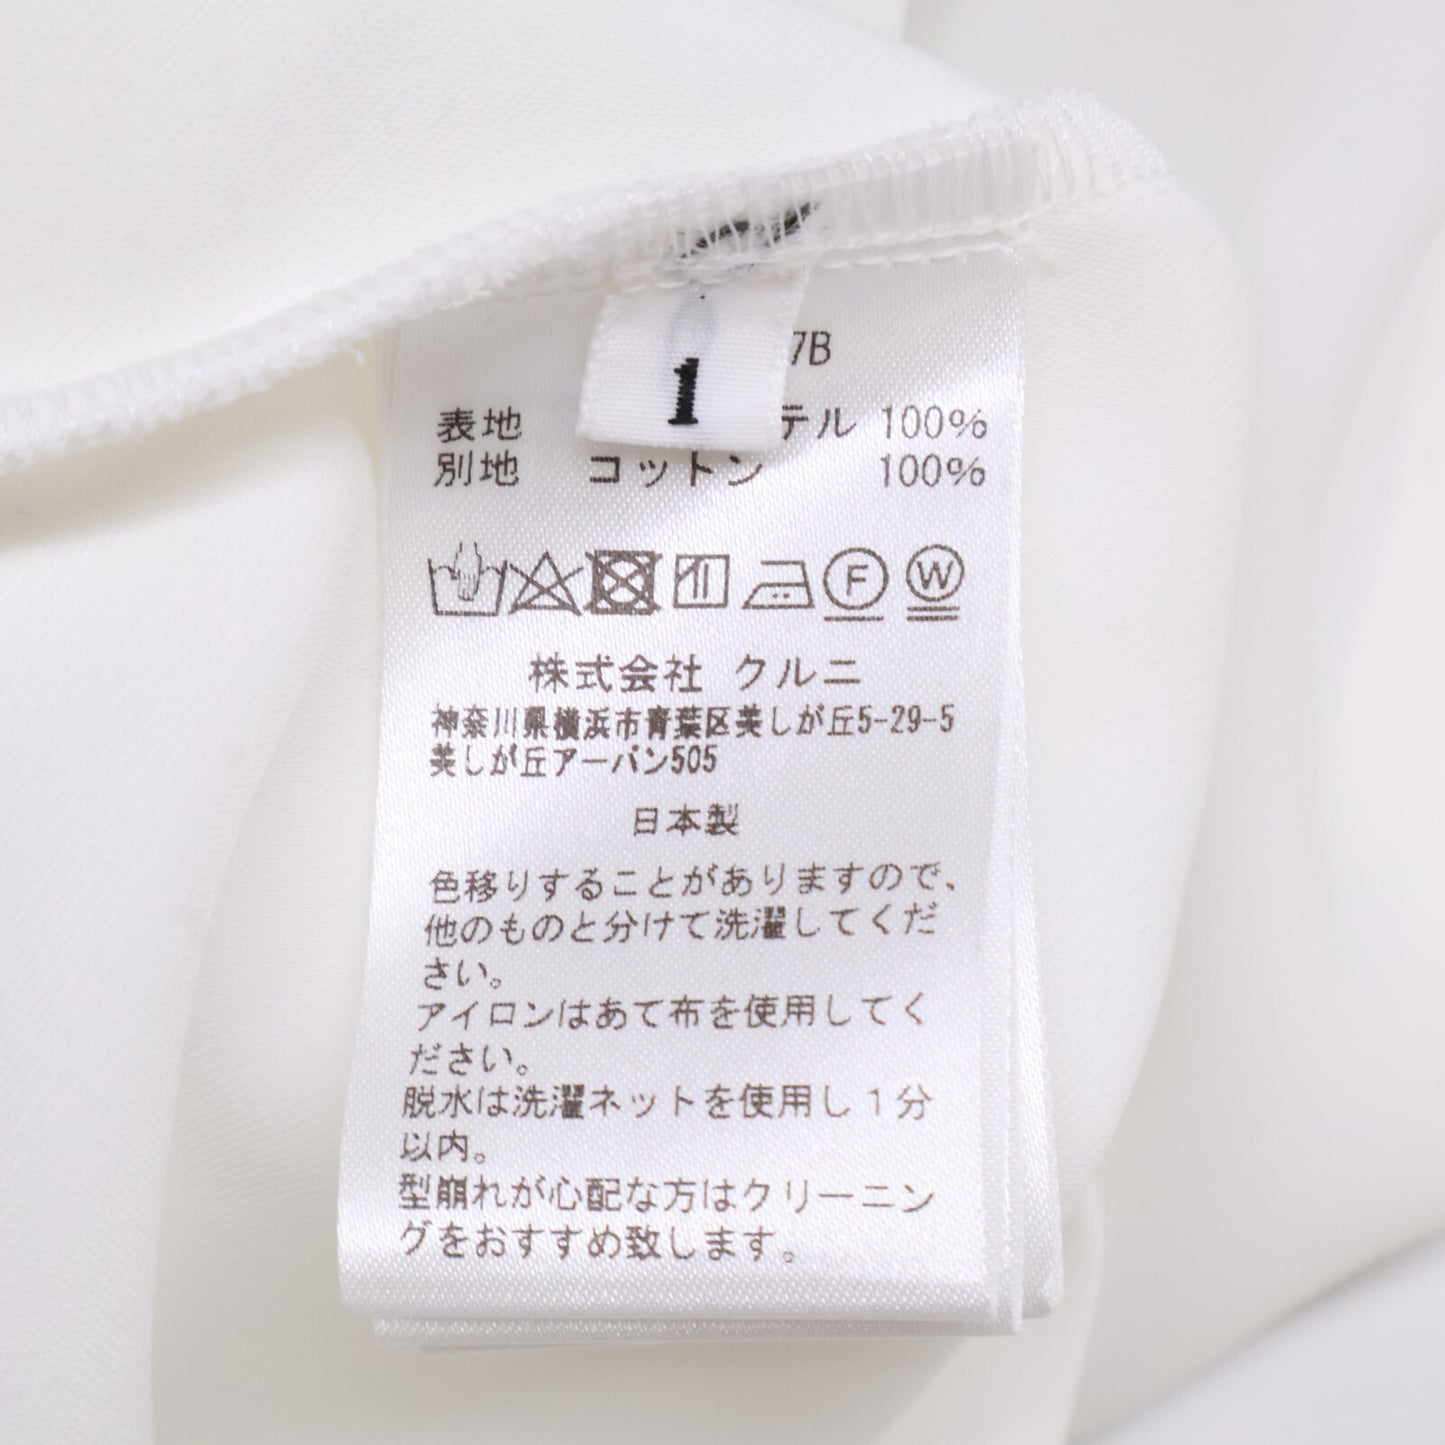 7B
1
表地 テル 100%
別地 コットン 100%
F W
株式会社 クルニ
神奈川県横浜市青葉区美しが丘5-29-5
美しが丘アーバン505
日本製
色移りすることがありますので、
他のものと分けて洗濯してくだ
さい。
アイロンはあて布を使用してく
ださい。
脱水は洗濯ネットを使用し1分
以内。
型崩れが心配な方はクリーニン
グをおすすめ致します。